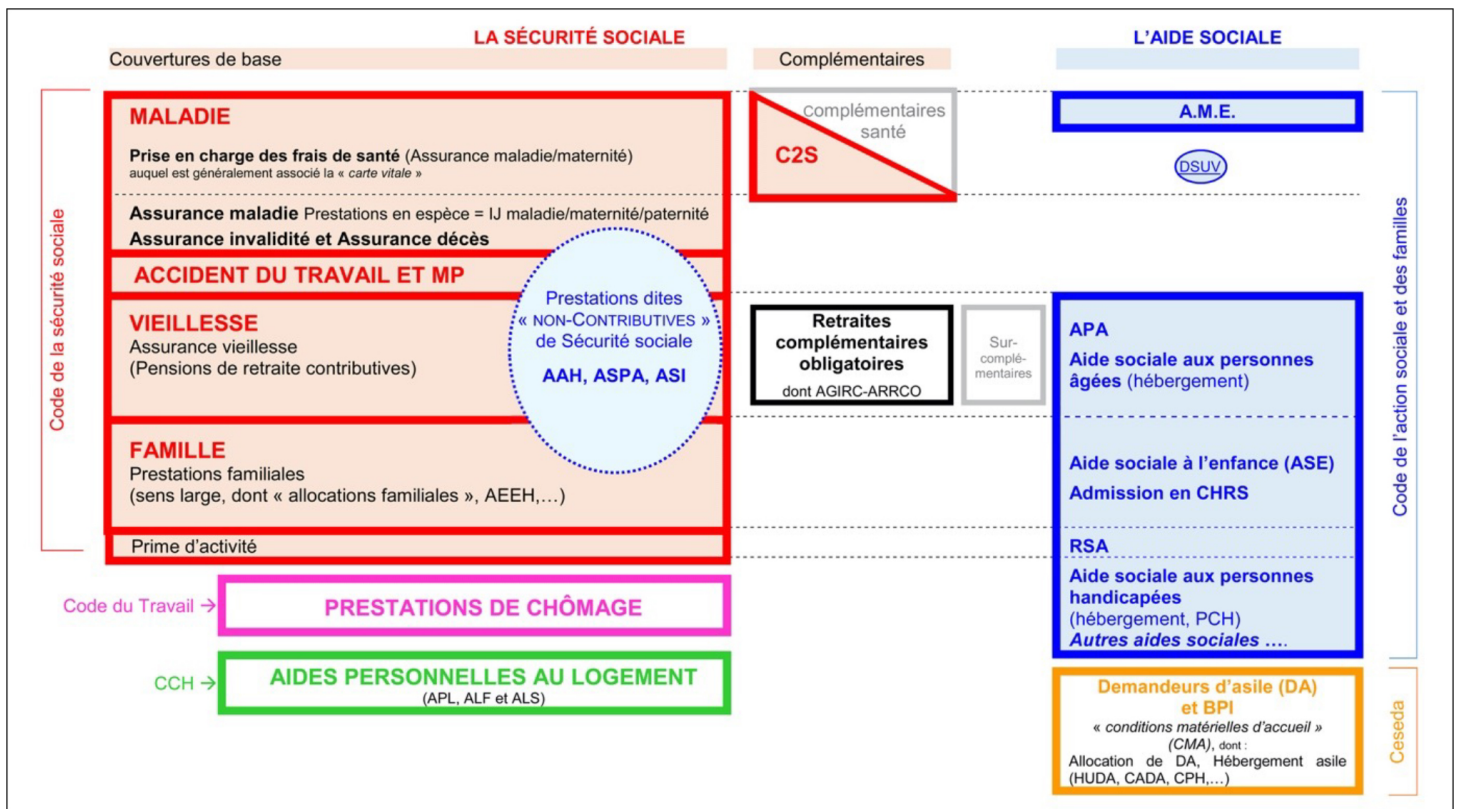 LA SÉCURITÉ SOCIALE
Couvertures de base
Complémentaires
L'AIDE SOCIALE
Code de la sécurité sociale
MALADIE
Prise en charge des frais de santé (Assurance maladie/maternité)
auquel est généralement associé la « carte vitale »
Assurance maladie Prestations en espèce = IJ maladie/maternité/paternité
Assurance invalidité et Assurance décès
ACCIDENT DU TRAVAIL ET MP
VIEILLESSE
Assurance vieillesse
(Pensions de retraite contributives)
FAMILLE
Prestations familiales
(sens large, dont « allocations familiales », AEEH,…)
Prime d'activité
Prestations dites
« NON-CONTRIBUTIVES »
de Sécurité sociale
AAH, ASPA, ASI
Code du Travail →
PRESTATIONS DE CHÔMAGE
CCH →
AIDES PERSONNELLES AU LOGEMENT
(APL, ALF et ALS)
Complémentaires
santé
C2S
Retraites
complémentaires
obligatoires
dont AGIRC-ARRCO
Sur-
complé-
mentaires
A.M.E.
DSUV
APA
Aide sociale aux personnes
âgées (hébergement)
Aide sociale à l'enfance (ASE)
Admission en CHRS
RSA
Aide sociale aux personnes
handicapées
(hébergement, PCH)
Autres aides sociales ….
Code de l'action sociale et des familles
Demandeurs d'asile (DA)
et BPI
« conditions matérielles d'accueil »
(CMA), dont :
Allocation de DA, Hébergement asile
(HUDA, CADA, CPH,…)
Ceseda